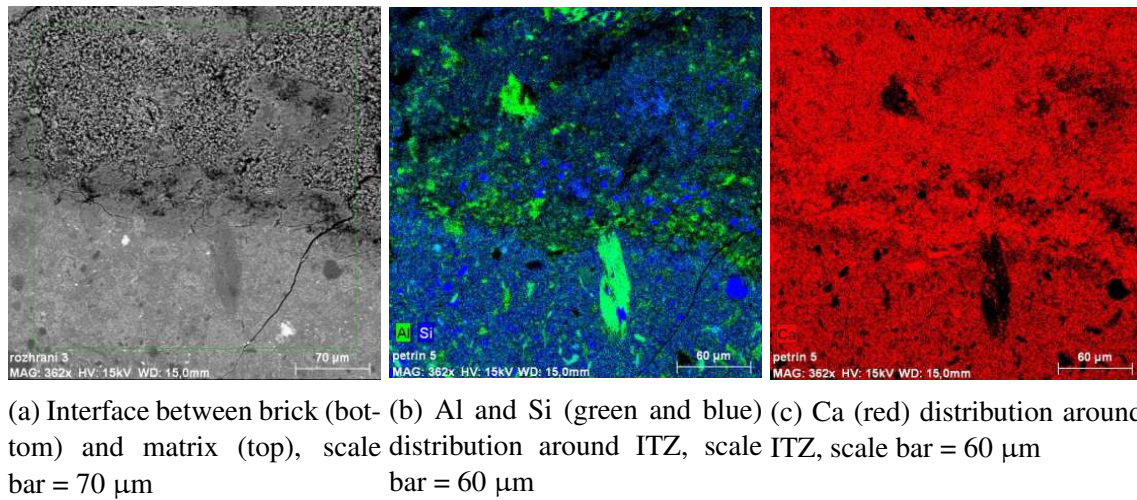 rozhrani 3
70 μm
MAG: 362x HV: 15kV WD: 15,0mm
Al Si
petrin 5
60 μm
MAG: 362x HV: 15kV WD: 15,0mm
Ca
petrin 5
60 μm
MAG: 362x HV: 15kV WD: 15,0mm
(a) Interface between brick (bot-
tom) and matrix (top), scale
bar = 70 μm
(b) Al and Si (green and blue)
distribution around ITZ, scale
bar = 60 μm
(c) Ca (red) distribution around
ITZ, scale bar = 60 μm